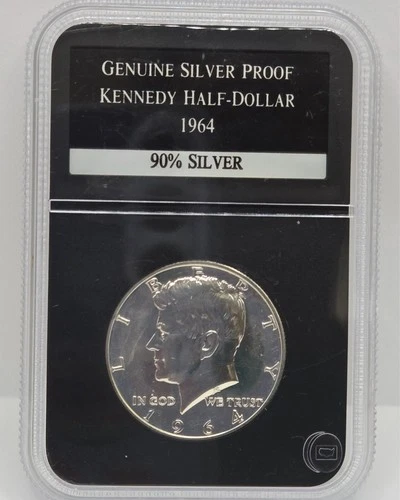 GENUINE SILVER PROOF
KENNEDY HALF-DOLLAR
1964
90% SILVER
LIBERTY
IN GOD WE TRUST
1964